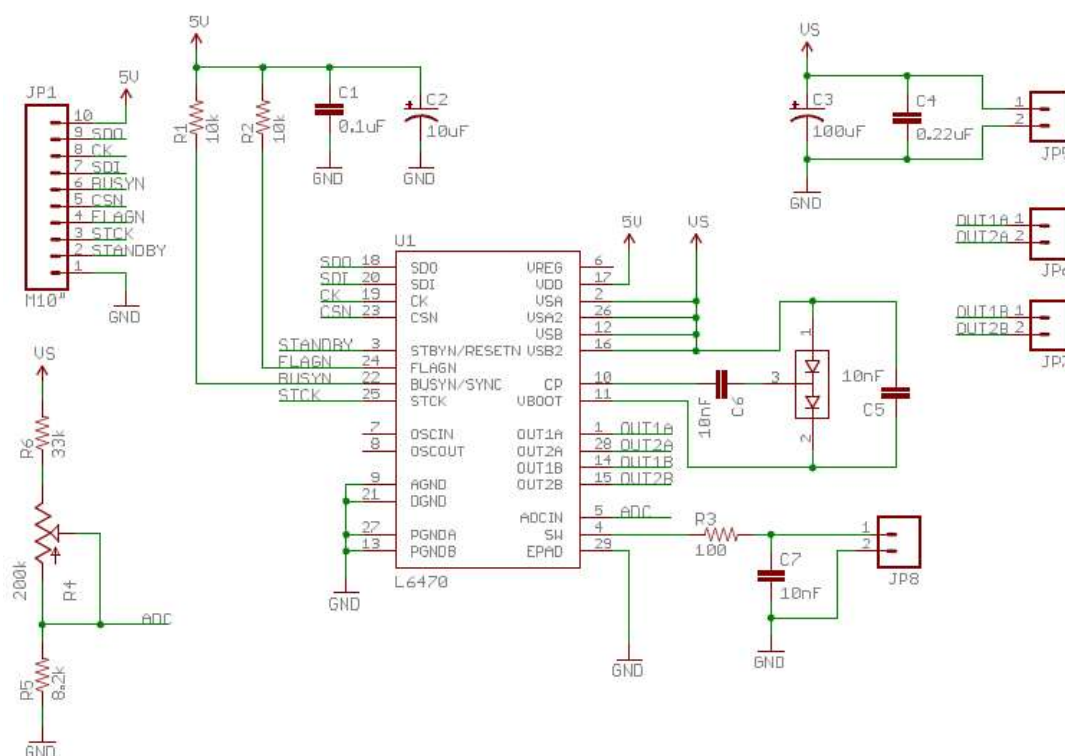 5V
VS
JP1
5V
10
9 SDO
8 CK
7 SDI
6 BUSYN
5 CSN
4 FLAGN
3 STCK
2 STANDBY
1
M10"
GND
R1
10k
R2
10k
C1
0.1uF
GND
C2
10uF
GND
C3
100uF
C4
0.22uF
GND
1
2
JP5
OUT1A 1
OUT2A 2
JP6
OUT1B 1
OUT2B 2
JP7
5V
VS
U1
SDO 18 SDO
SDI 20 SDI
CK 19 CK
CSN 23 CSN
STANDBY 3 STBYN/RESETN
FLAGN 24 FLAGN
BUSYN 22 BUSYN/SYNC
STCK 25 STCK
7 OSCIN
8 OSCOUT
9 AGND
21 DGND
27 PGNDA
13 PGNDB
VREG 6
VDD 17
VSA 2
VSA2 26
VSB 12
VSB2 16
CP 10
VBOOT 11
OUT1A 1 OUT1A
OUT2A 28 OUT2A
OUT1B 14 OUT1B
OUT2B 15 OUT2B
ADCIN 5 ADC
SW 4
EPAD 29
L6470
GND
GND
10nF
C6
3
1
2
10nF
C5
R3
100
C7
10nF
GND
1
2
JP8
VS
R6
33k
200k
R4
ADC
R5
8.2k
GND